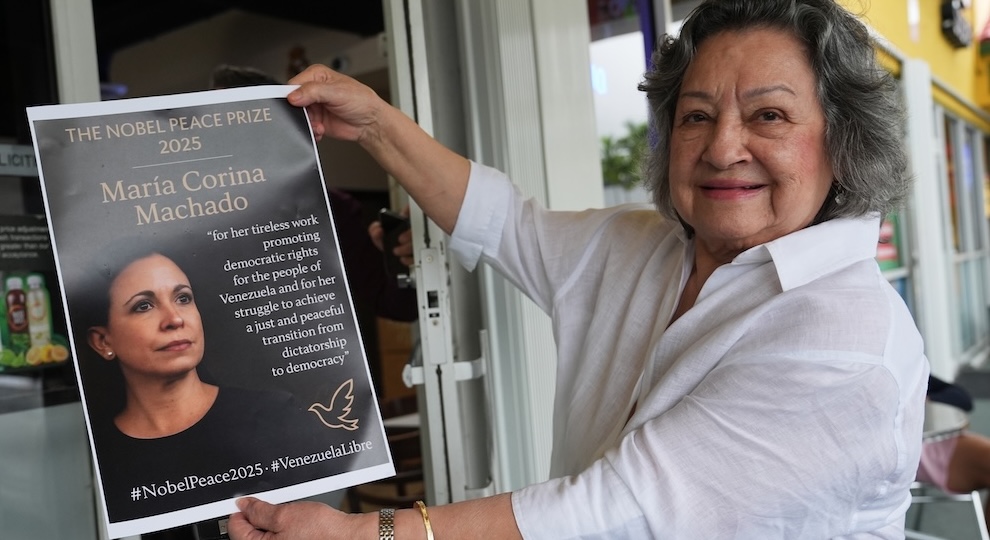 THE NOBEL PEACE PRIZE
2025
María Corina
Machado
“for her tireless work
promoting
democratic rights
for the people of
Venezuela and for her
struggle to achieve
a just and peaceful
transition from
dictatorship
to democracy”
#NobelPeace2025 · #VenezuelaLibre